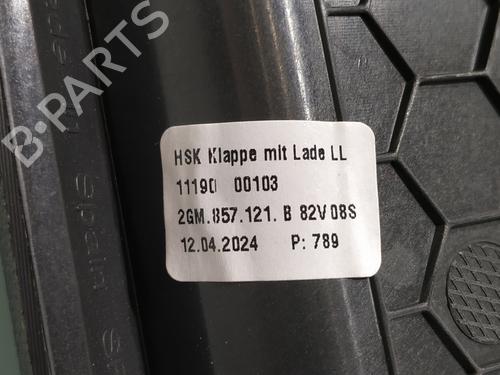 B-PARTS
HSK Klappe mit Lade LL
11190 00103
2GM.857.121. B 82V 08S
12.04.2024 P: 789